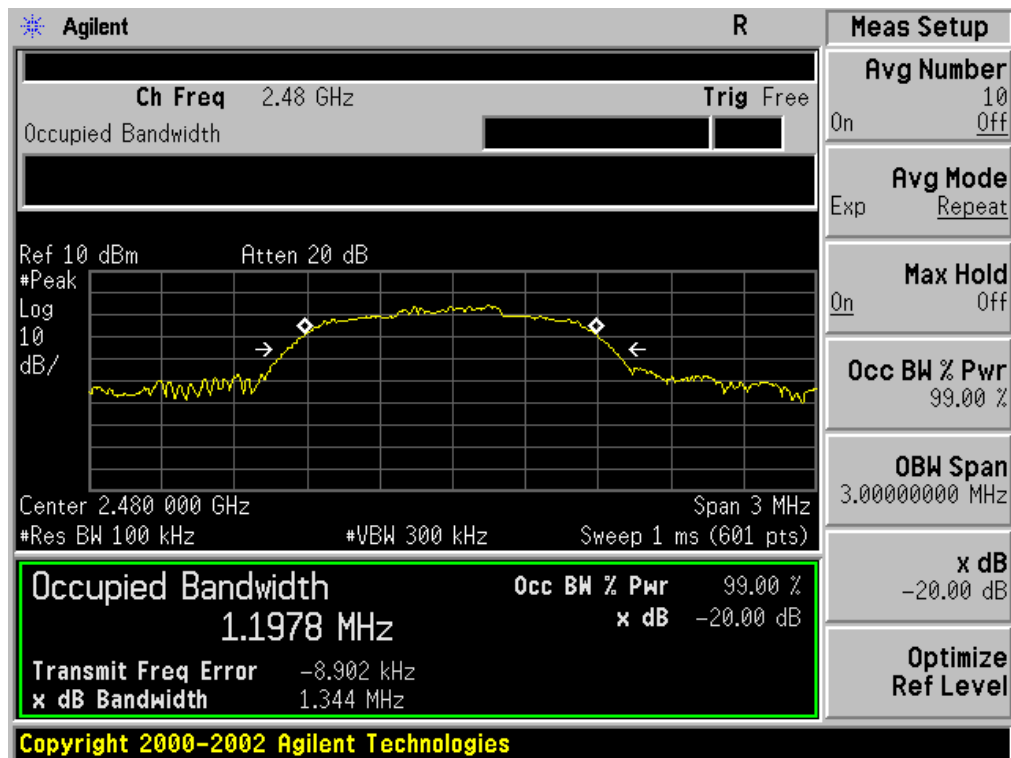 Agilent R
Ch Freq 2.48 GHz Trig Free
Occupied Bandwidth
Ref 10 dBm Atten 20 dB
#Peak
Log
10
dB/
Center 2.480 000 GHz Span 3 MHz
#Res BW 100 kHz #VBW 300 kHz Sweep 1 ms (601 pts)
Occupied Bandwidth Occ BW % Pwr 99.00 %
1.1978 MHz x dB -20.00 dB
Transmit Freq Error -8.902 kHz
x dB Bandwidth 1.344 MHz
Copyright 2000-2002 Agilent Technologies
Meas Setup
Avg Number
10
On Off
Avg Mode
Exp Repeat
Max Hold
On Off
Occ BW % Pwr
99.00 %
OBW Span
3.00000000 MHz
x dB
-20.00 dB
Optimize
Ref Level